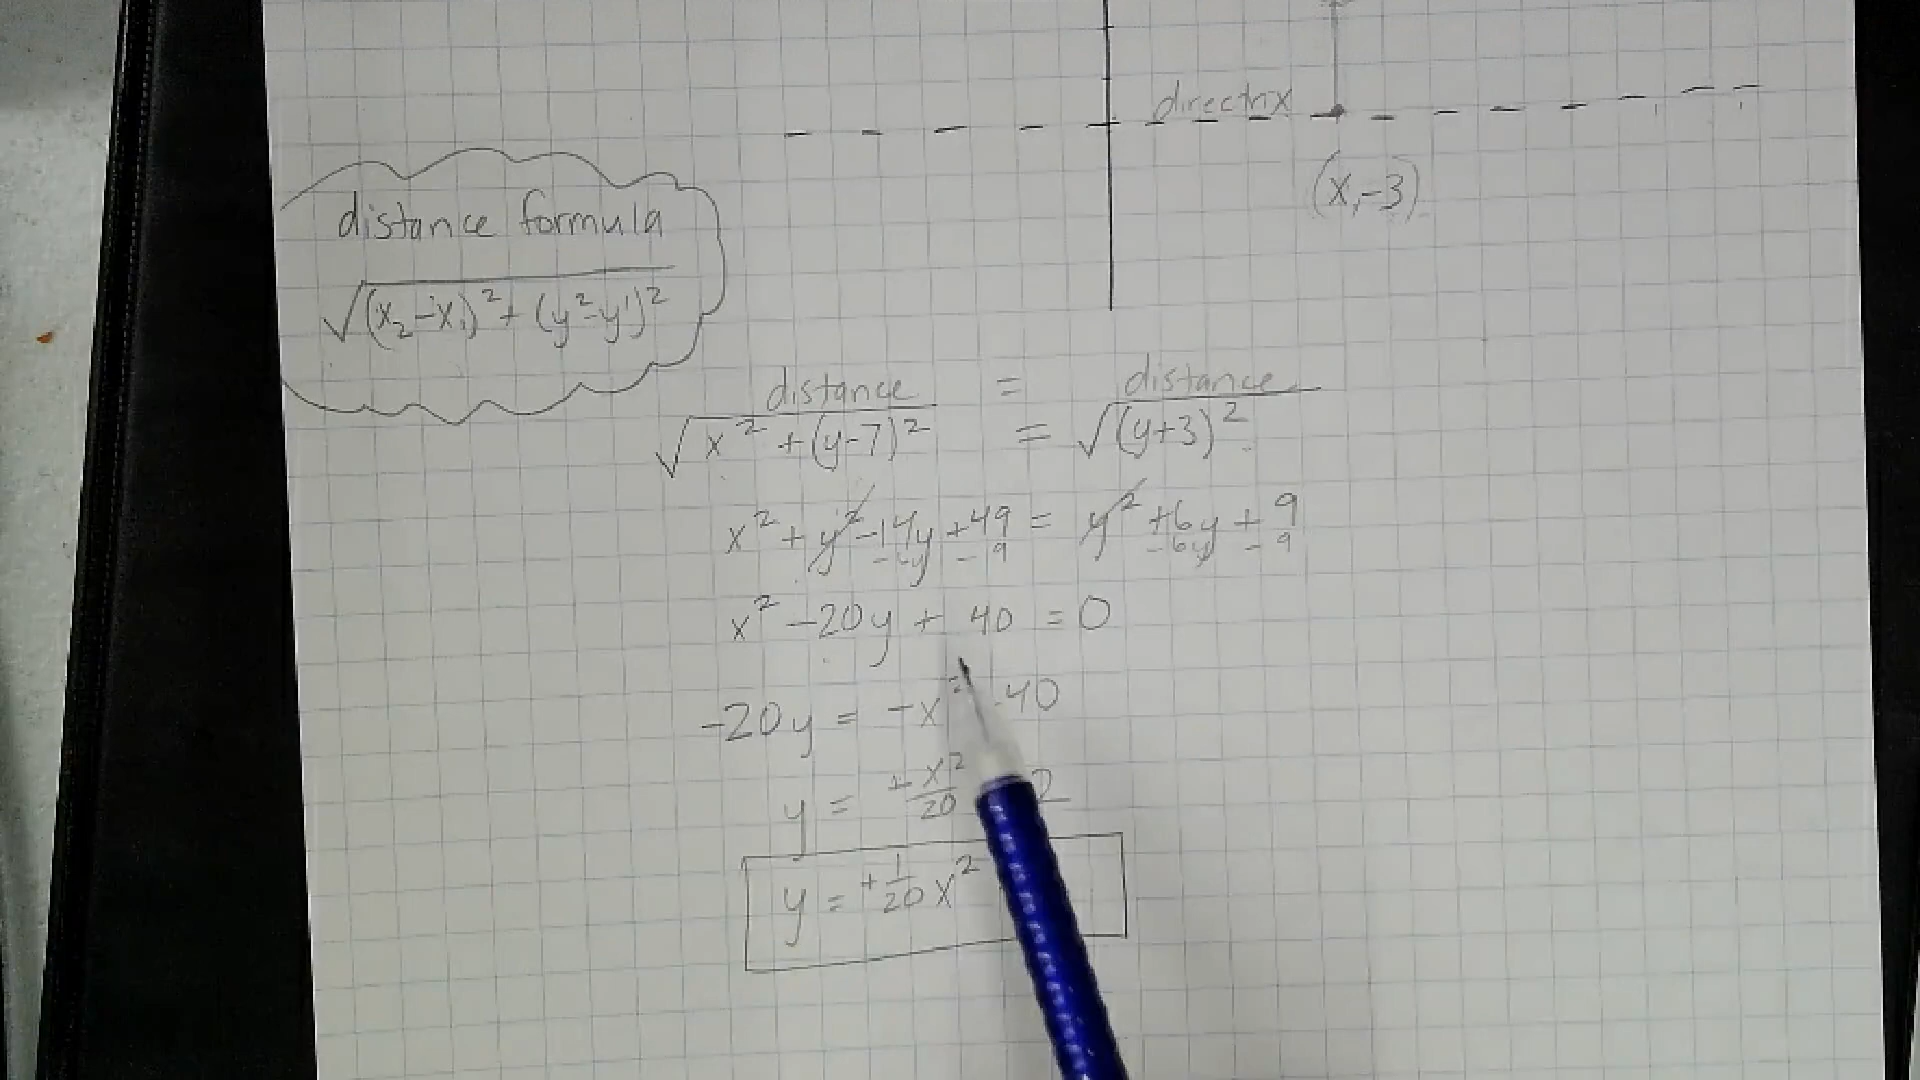 directrix
(x,-3)
distance formula
√(x₂-x₁)²+(y²-y¹)²
distance = distance
√x²+(y-7)² = √(y+3)²
x²+y²-14y+49 = y²+6y+9
-6y -9 -6y -9
x²-20y+40=0
-20y = -x² -40
y = +x²/20 2
y = +1/20 x²